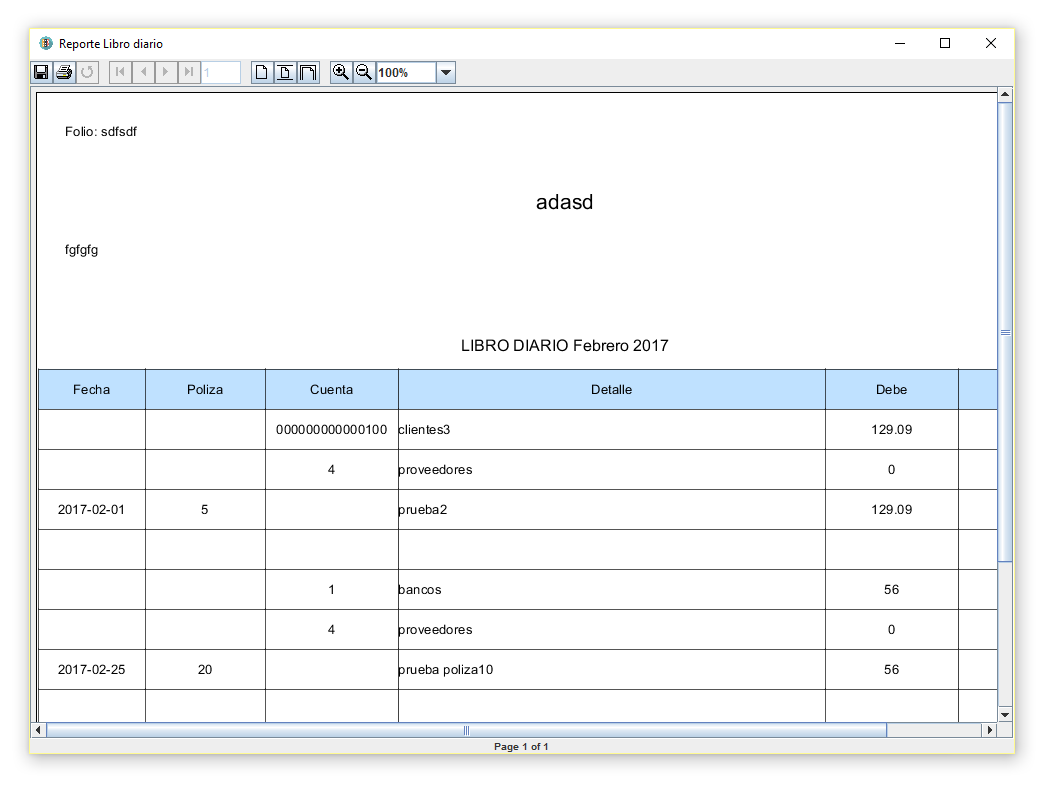 Reporte Libro diario
1
100%
Folio: sdfsdf
adasd
fgfgfg
LIBRO DIARIO Febrero 2017
Fecha Poliza Cuenta Detalle Debe
000000000000100 clientes3 129.09
4 proveedores 0
2017-02-01 5 prueba2 129.09
1 bancos 56
4 proveedores 0
2017-02-25 20 prueba poliza10 56
Page 1 of 1